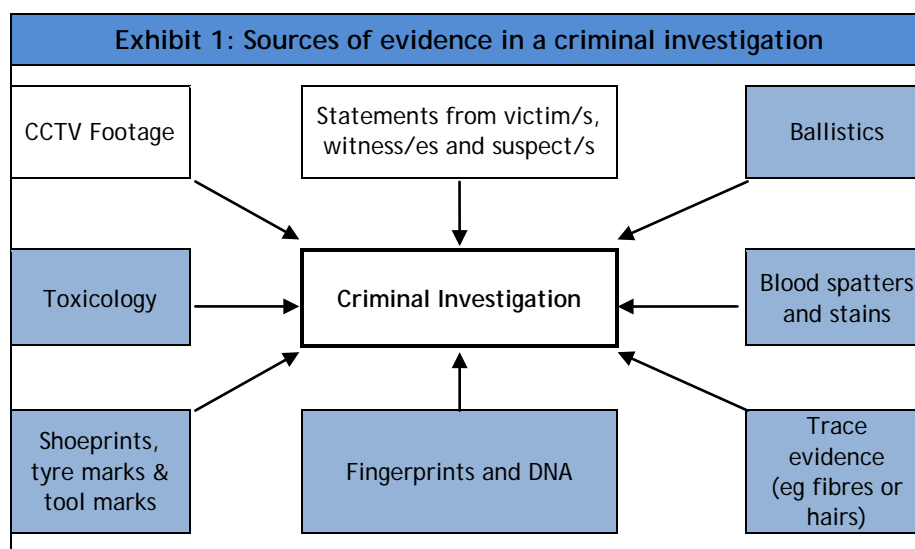 Exhibit 1: Sources of evidence in a criminal investigation
CCTV Footage
Statements from victim/s,
witness/es and suspect/s
Ballistics
Toxicology
Criminal Investigation
Blood spatters
and stains
Shoeprints,
tyre marks &
tool marks
Fingerprints and DNA
Trace
evidence
(eg fibres or
hairs)